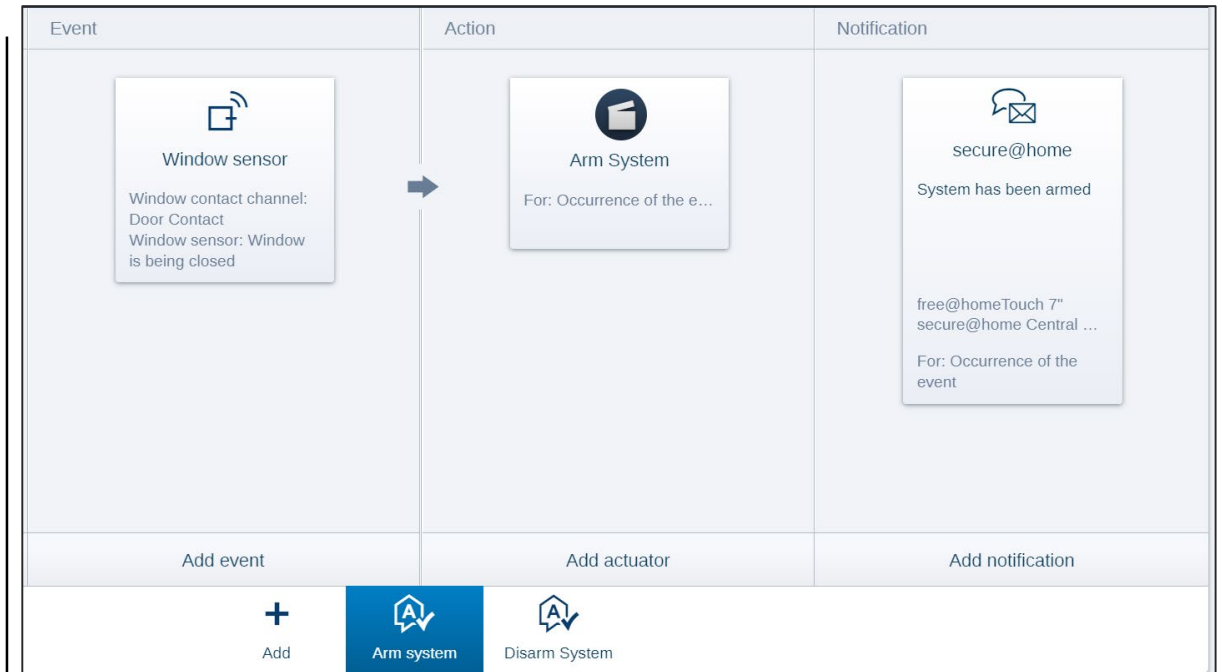 Event
Action
Notification
Window sensor
Window contact channel:
Door Contact
Window sensor: Window
is being closed
Arm System
For: Occurrence of the e…
secure@home
System has been armed
free@homeTouch 7"
secure@home Central …
For: Occurrence of the
event
Add event
Add actuator
Add notification
Add
Arm system
Disarm System